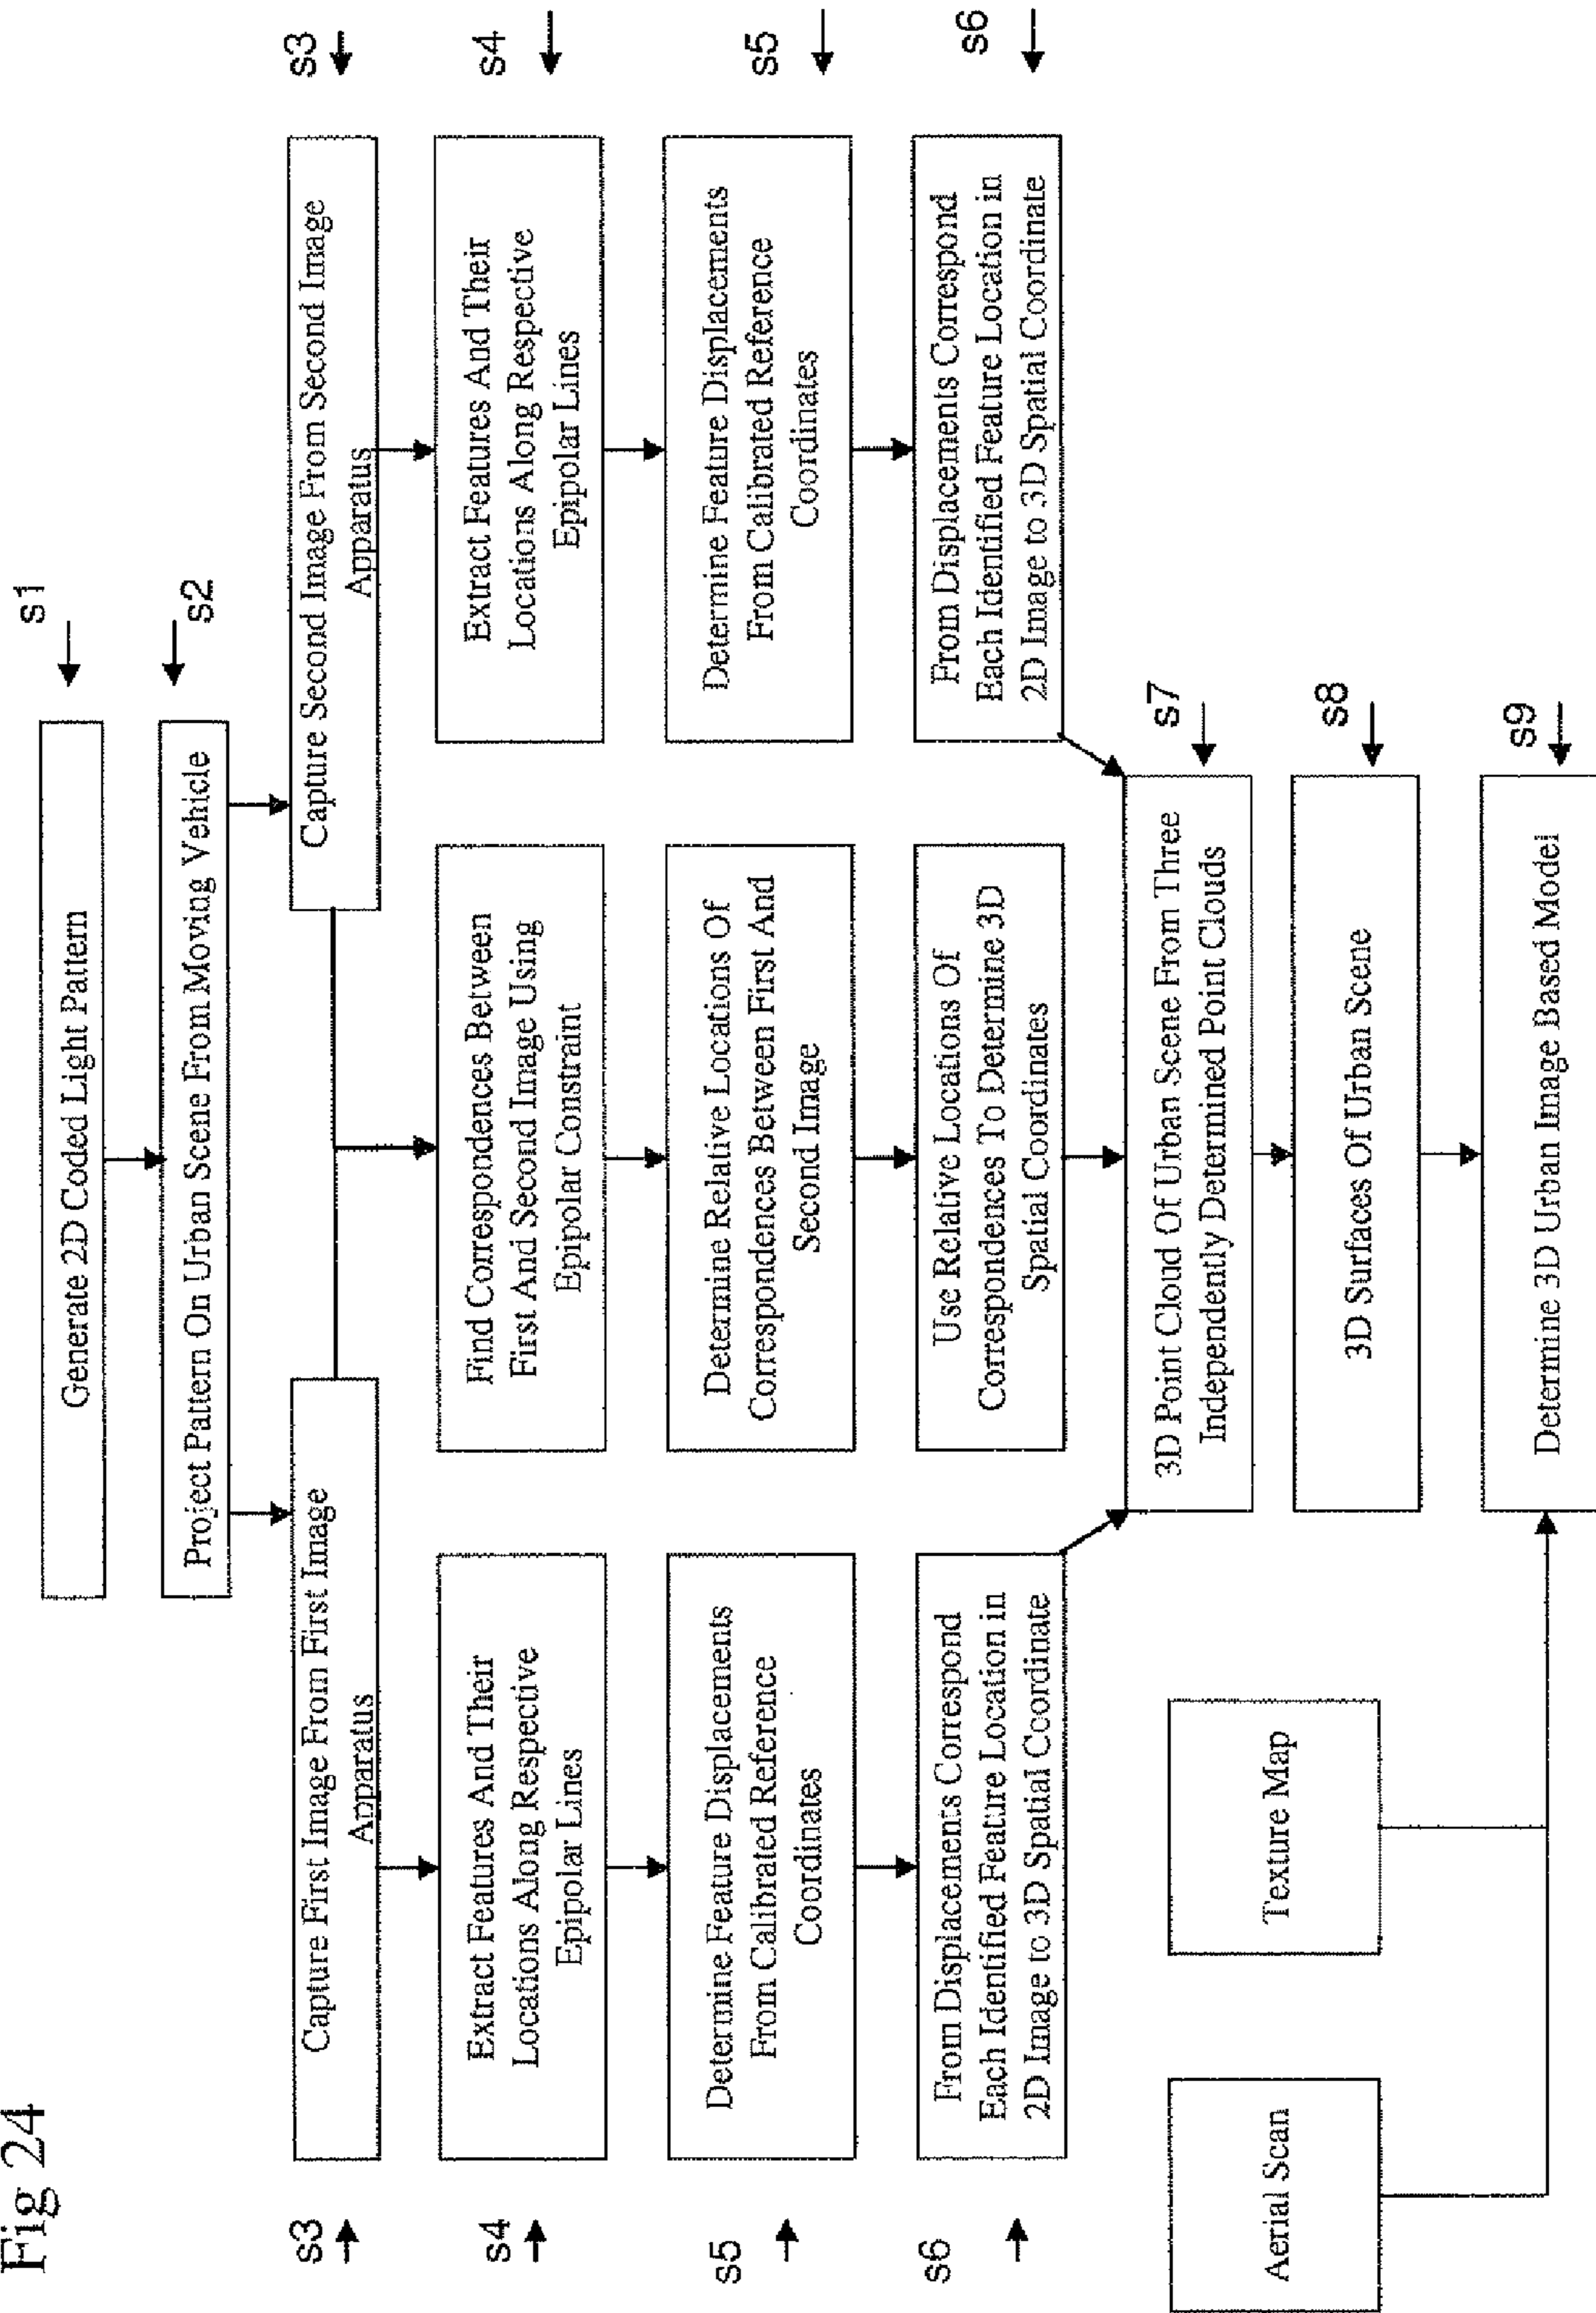 Fig 24
Generate 2D Coded Light Pattern
s1
Project Pattern On Urban Scene From Moving Vehicle
s2
s3
Capture First Image From First Image
Apparatus
Capture Second Image From Second Image
Apparatus
s3
s4
Extract Features And Their
Locations Along Respective
Epipolar Lines
Find Correspondences Between
First And Second Image Using
Epipolar Constraint
Extract Features And Their
Locations Along Respective
Epipolar Lines
s4
s5
Determine Feature Displacements
From Calibrated Reference
Coordinates
Determine Relative Locations Of
Correspondences Between First And
Second Image
Determine Feature Displacements
From Calibrated Reference
Coordinates
s5
s6
From Displacements Correspond
Each Identified Feature Location in
2D Image to 3D Spatial Coordinate
Use Relative Locations Of
Correspondences To Determine 3D
Spatial Coordinates
From Displacements Correspond
Each Identified Feature Location in
2D Image to 3D Spatial Coordinate
s6
3D Point Cloud Of Urban Scene From Three
Independently Determined Point Clouds
s7
Aerial Scan
Texture Map
3D Surfaces Of Urban Scene
s8
Determine 3D Urban Image Based Model
s9